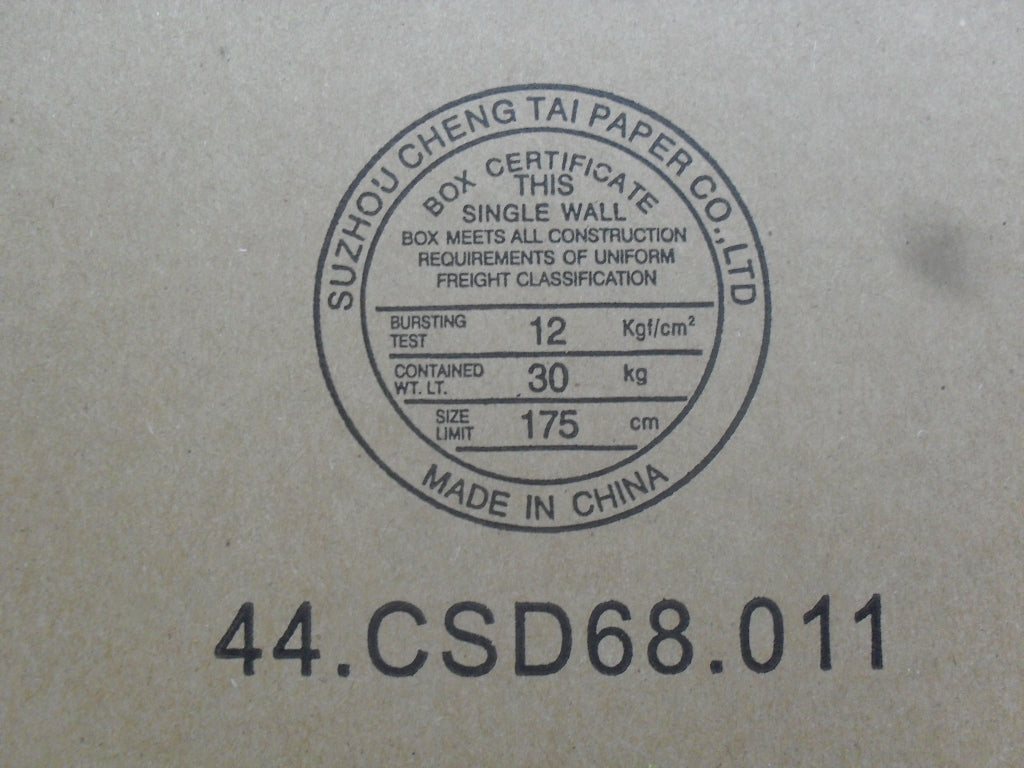 SUZHOU CHENG TAI PAPER CO.,LTD
BOX CERTIFICATE
THIS
SINGLE WALL
BOX MEETS ALL CONSTRUCTION
REQUIREMENTS OF UNIFORM
FREIGHT CLASSIFICATION
BURSTING TEST 12 Kgf/cm²
CONTAINED WT. LT. 30 kg
SIZE LIMIT 175 cm
MADE IN CHINA
44.CSD68.011